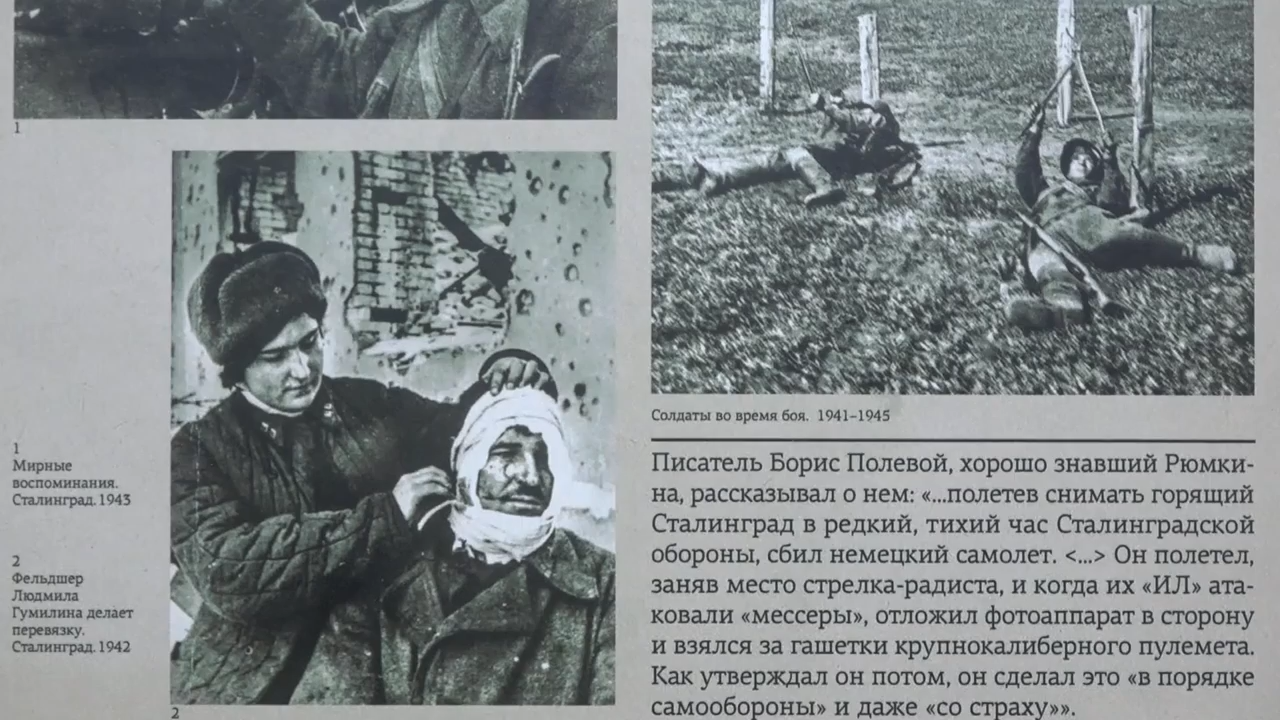 1
1
Мирные
воспоминания.
Сталинград. 1943
2
Фельдшер
Людмила
Гумилина делает
перевязку.
Сталинград. 1942
2
Солдаты во время боя. 1941–1945
Писатель Борис Полевой, хорошо знавший Рюмки-
на, рассказывал о нем: «...полетев снимать горящий
Сталинград в редкий, тихий час Сталинградской
обороны, сбил немецкий самолет. <...> Он полетел,
заняв место стрелка-радиста, и когда их «ИЛ» ата-
ковали «мессеры», отложил фотоаппарат в сторону
и взялся за гашетки крупнокалиберного пулемета.
Как утверждал он потом, он сделал это «в порядке
самообороны» и даже «со страху»».